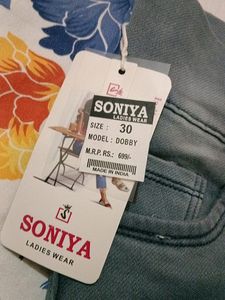 SONIYA
LADIES WEAR
SIZE : 30
MODEL : DOBBY
M.R.P. RS.: 699/-
MADE IN INDIA
S
SONIYA
LADIES WEAR